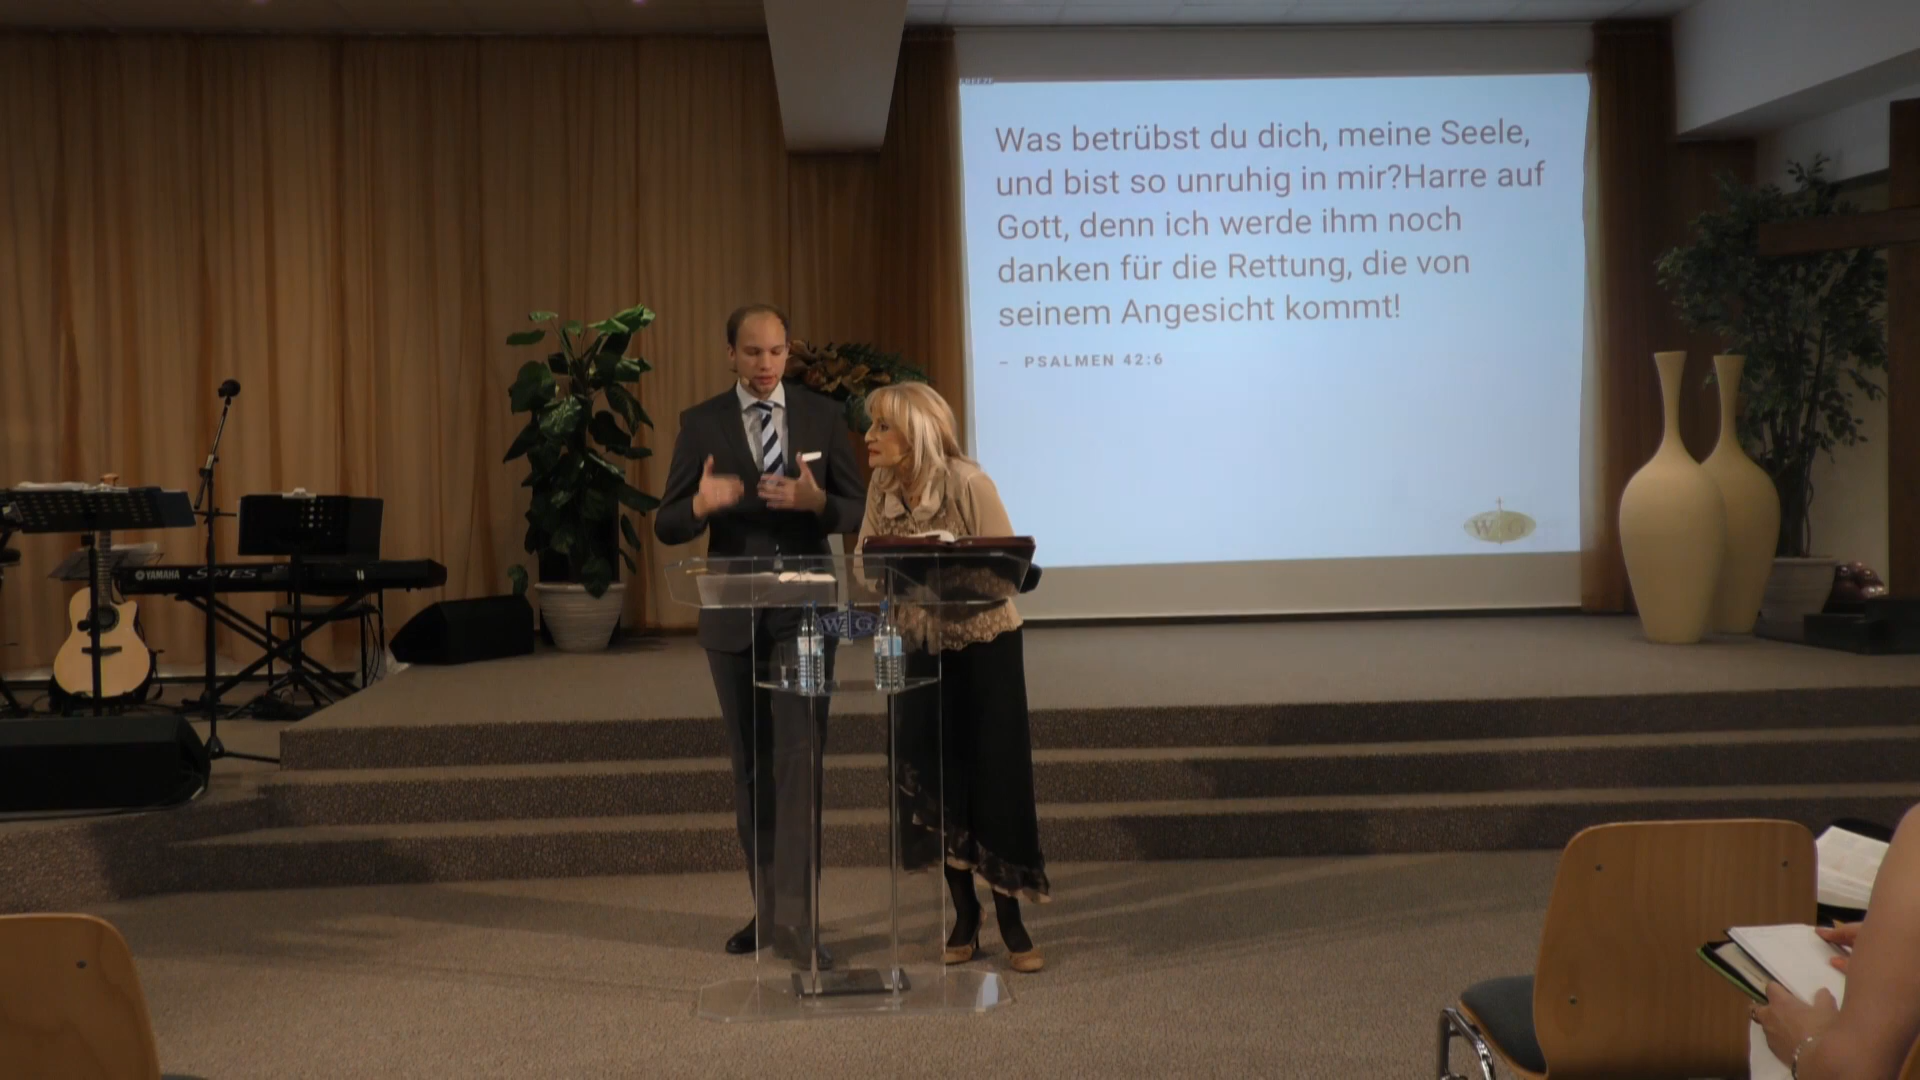 Was betrübst du dich, meine Seele,
und bist so unruhig in mir?Harre auf
Gott, denn ich werde ihm noch
danken für die Rettung, die von
seinem Angesicht kommt!
– PSALMEN 42:6
W G
YAMAHA
W G